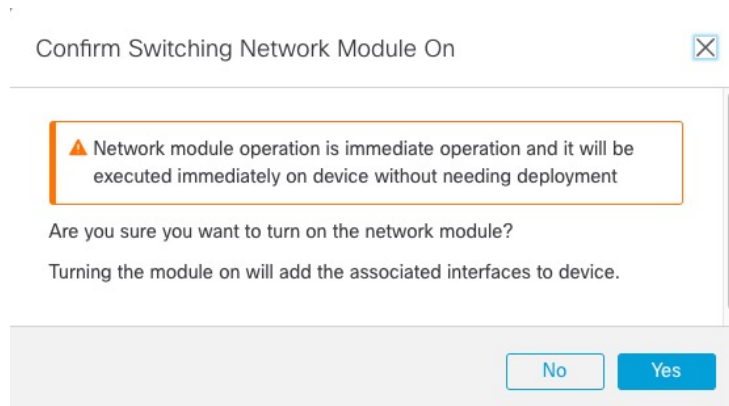 Confirm Switching Network Module On
Network module operation is immediate operation and it will be
executed immediately on device without needing deployment
Are you sure you want to turn on the network module?
Turning the module on will add the associated interfaces to device.
No
Yes